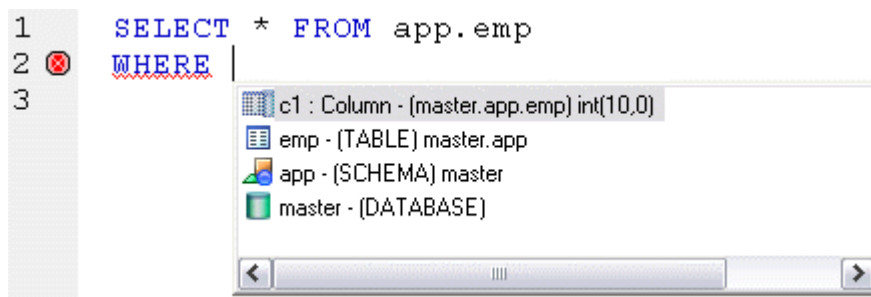 1 SELECT * FROM app.emp
2 WHERE
3
c1 : Column - (master.app.emp) int(10,0)
emp - (TABLE) master.app
app - (SCHEMA) master
master - (DATABASE)